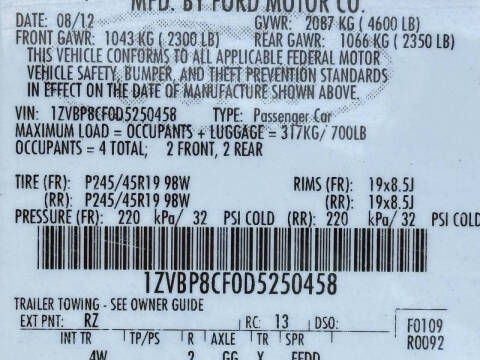 MFD. BY FORD MOTOR CO.
DATE: 08/12 GVWR: 2087 KG ( 4600 LB)
FRONT GAWR: 1043 KG ( 2300 LB) REAR GAWR: 1066 KG ( 2350 LB)
THIS VEHICLE CONFORMS TO ALL APPLICABLE FEDERAL MOTOR
VEHICLE SAFETY, BUMPER, AND THEFT PREVENTION STANDARDS
IN EFFECT ON THE DATE OF MANUFACTURE SHOWN ABOVE.
VIN: 1ZVBP8CF0D5250458 TYPE: Passenger Car
MAXIMUM LOAD = OCCUPANTS + LUGGAGE = 317KG/ 700LB
OCCUPANTS = 4 TOTAL; 2 FRONT, 2 REAR
TIRE (FR): P245/45R19 98W RIMS (FR): 19x8.5J
(RR): P245/45R19 98W (RR): 19x8.5J
PRESSURE (FR): 220 kPa/ 32 PSI COLD (RR): 220 kPa/ 32 PSI COLD
1ZVBP8CF0D5250458
TRAILER TOWING - SEE OWNER GUIDE
EXT PNT: RZ RC: 13 DSO: F0109
INT TR TP/PS R AXLE TR SPR R0092
4W 2 GG X FFDD